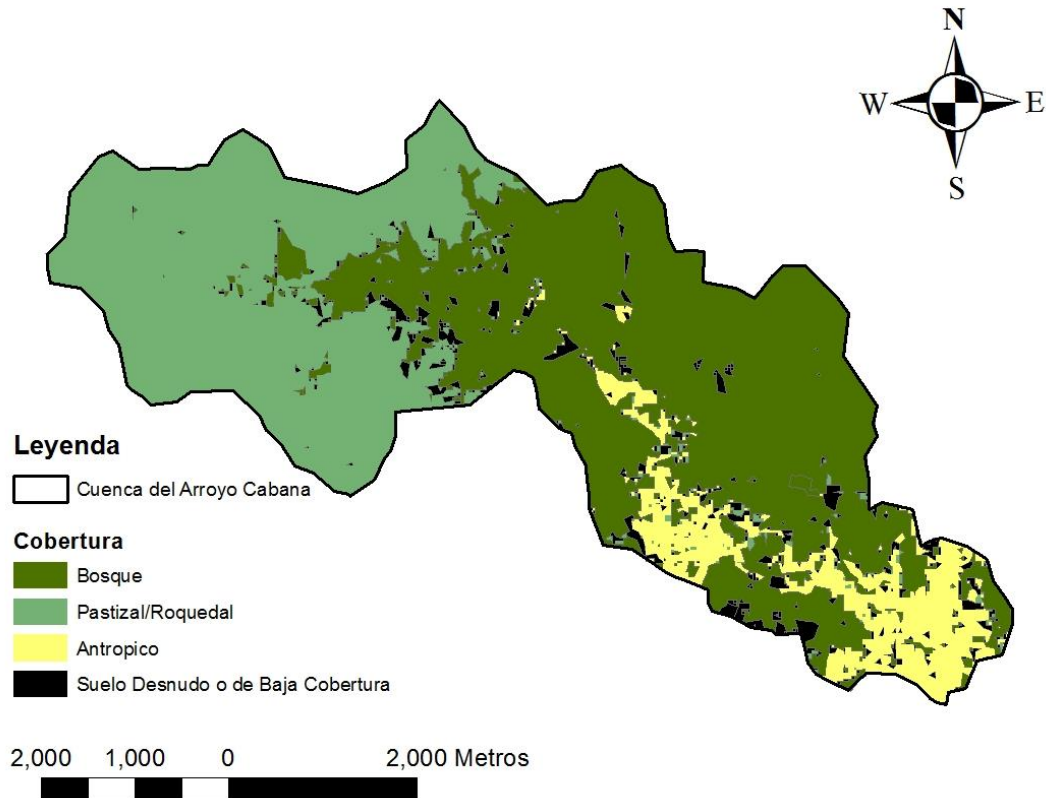 N
W E
S
Leyenda
Cuenca del Arroyo Cabana
Cobertura
Bosque
Pastizal/Roquedal
Antropico
Suelo Desnudo o de Baja Cobertura
2,000 1,000 0 2,000 Metros